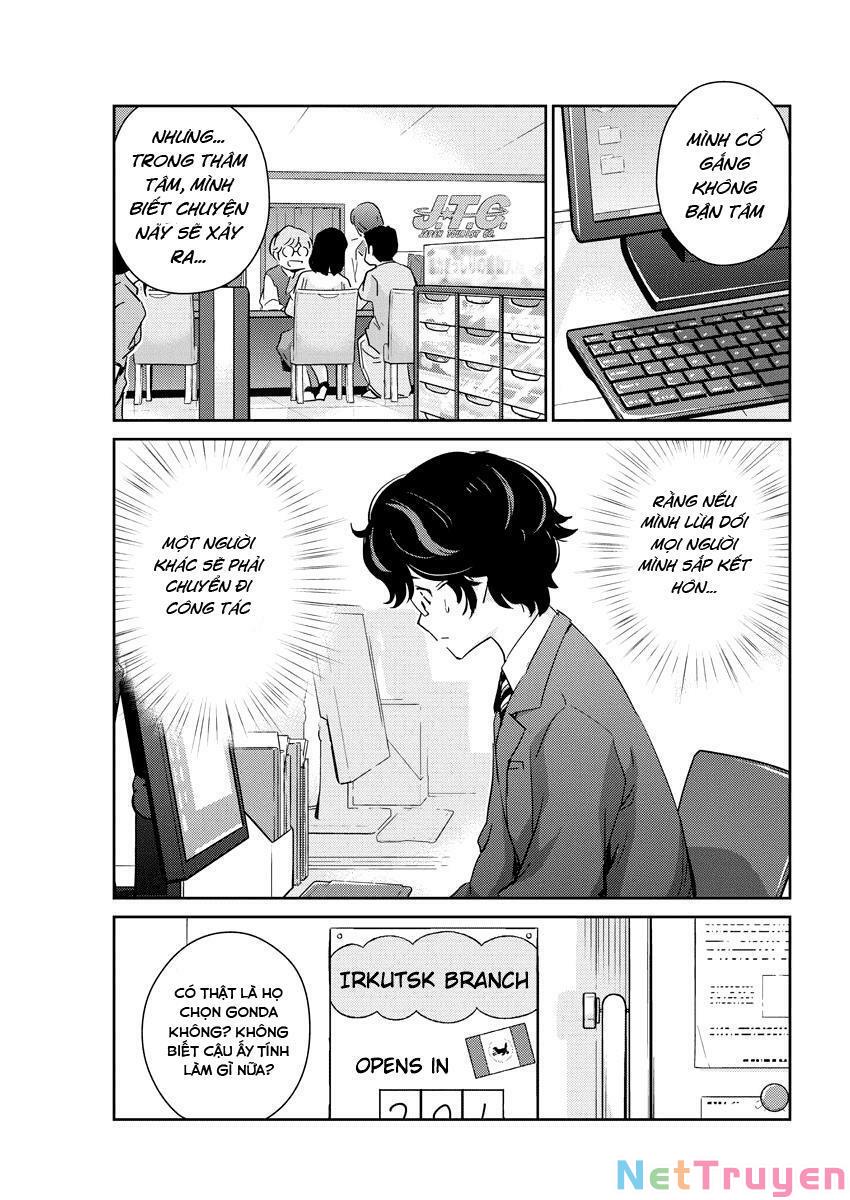 MÌNH CỐ
GẮNG
KHÔNG
BẬN TÂM
NHƯNG...
TRONG THÂM
TÂM, MÌNH
BIẾT CHUYỆN
NÀY SẼ XẢY
RA...
J.T.C.
JAPAN TOURIST CO.
RẰNG NẾU
MÌNH LỪA DỐI
MỌI NGƯỜI
MÌNH SẮP KẾT
HÔN...
MỘT NGƯỜI
KHÁC SẼ PHẢI
CHUYỂN ĐI
CÔNG TÁC
CÓ THẬT LÀ HỌ
CHỌN GONDA
KHÔNG? KHÔNG
BIẾT CẬU ẤY TÍNH
LÀM GÌ NỮA?
IRKUTSK BRANCH
OPENS IN
NetTruyen